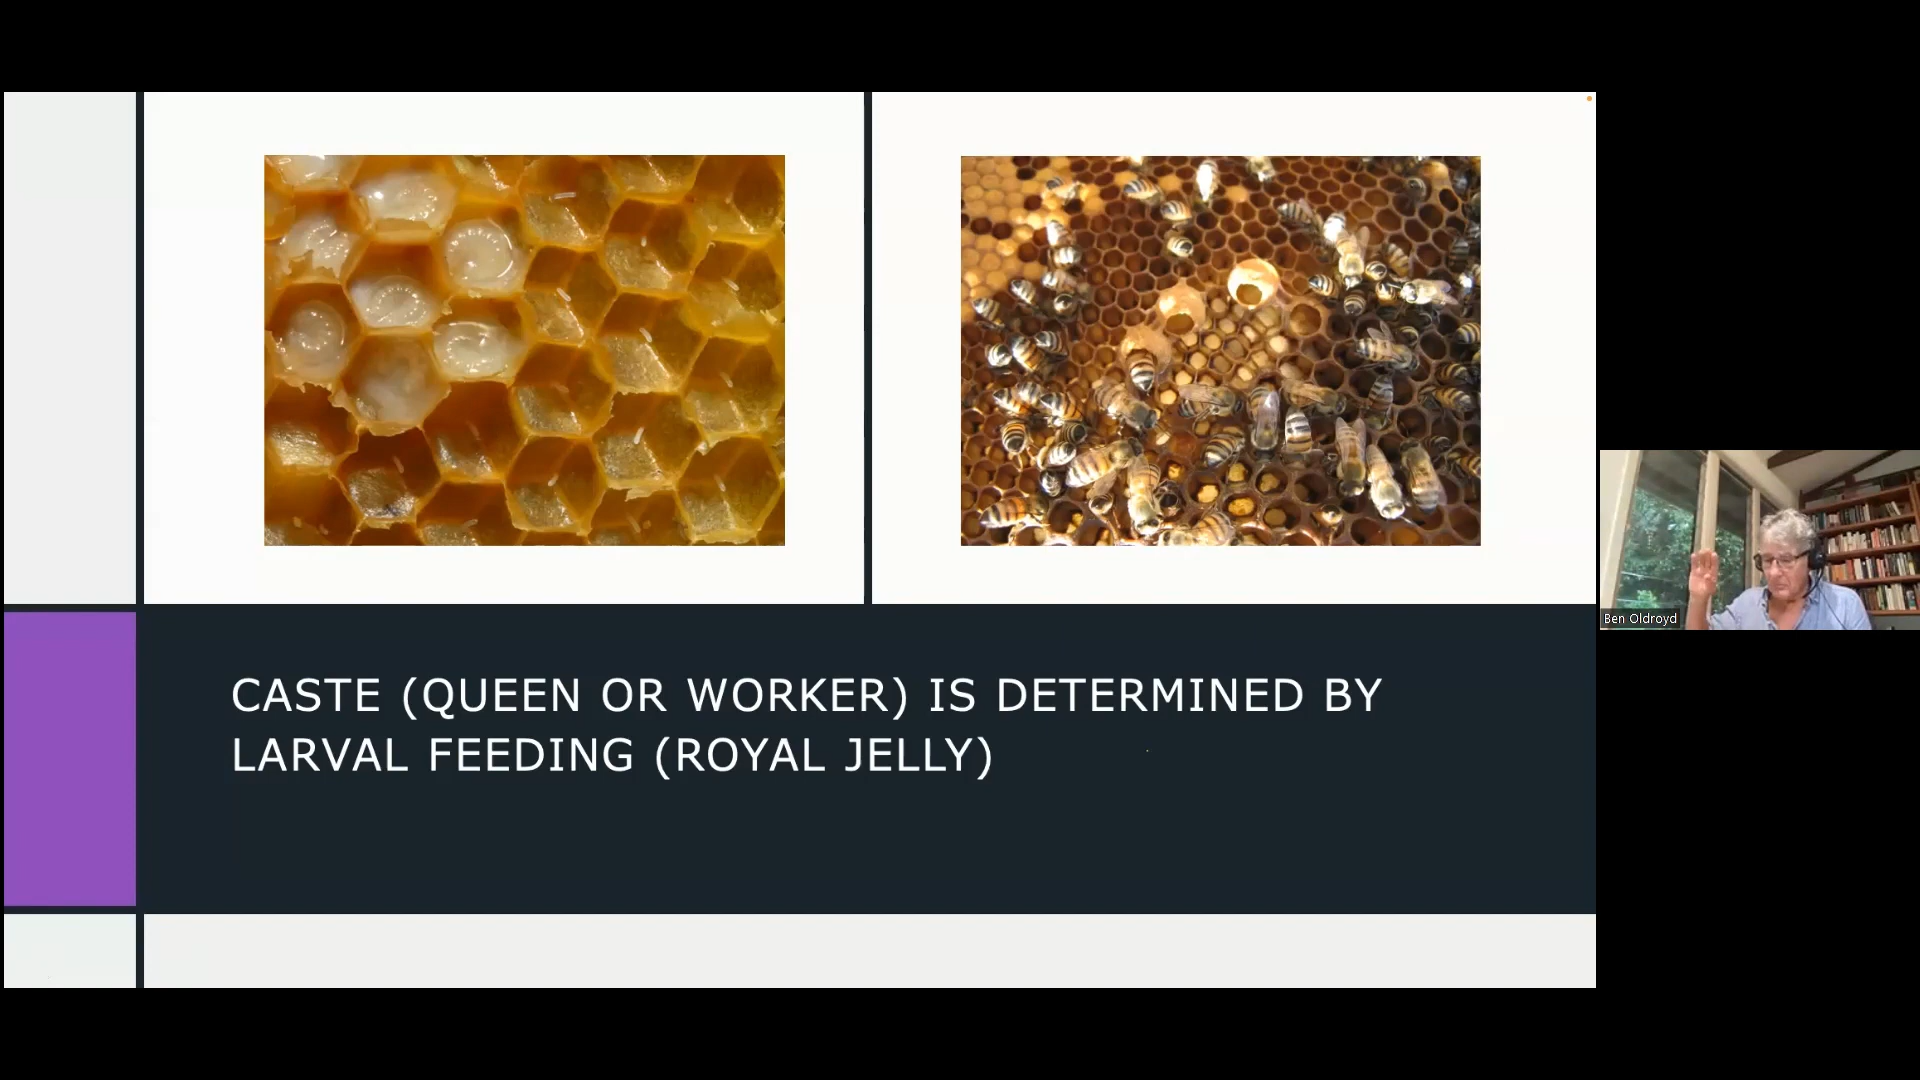 CASTE (QUEEN OR WORKER) IS DETERMINED BY
LARVAL FEEDING (ROYAL JELLY)
Ben Oldroyd